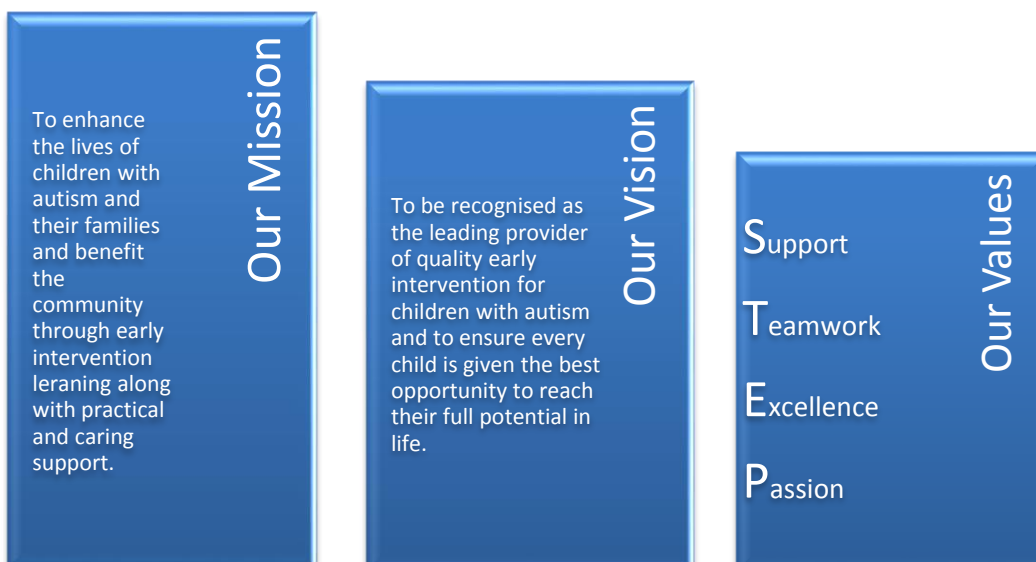 Our Mission
To enhance
the lives of
children with
autism and
their families
and benefit
the
community
through early
intervention
leraning along
with practical
and caring
support.
Our Vision
To be recognised as
the leading provider
of quality early
intervention for
children with autism
and to ensure every
child is given the best
opportunity to reach
their full potential in
life.
Our Values
Support
Teamwork
Excellence
Passion